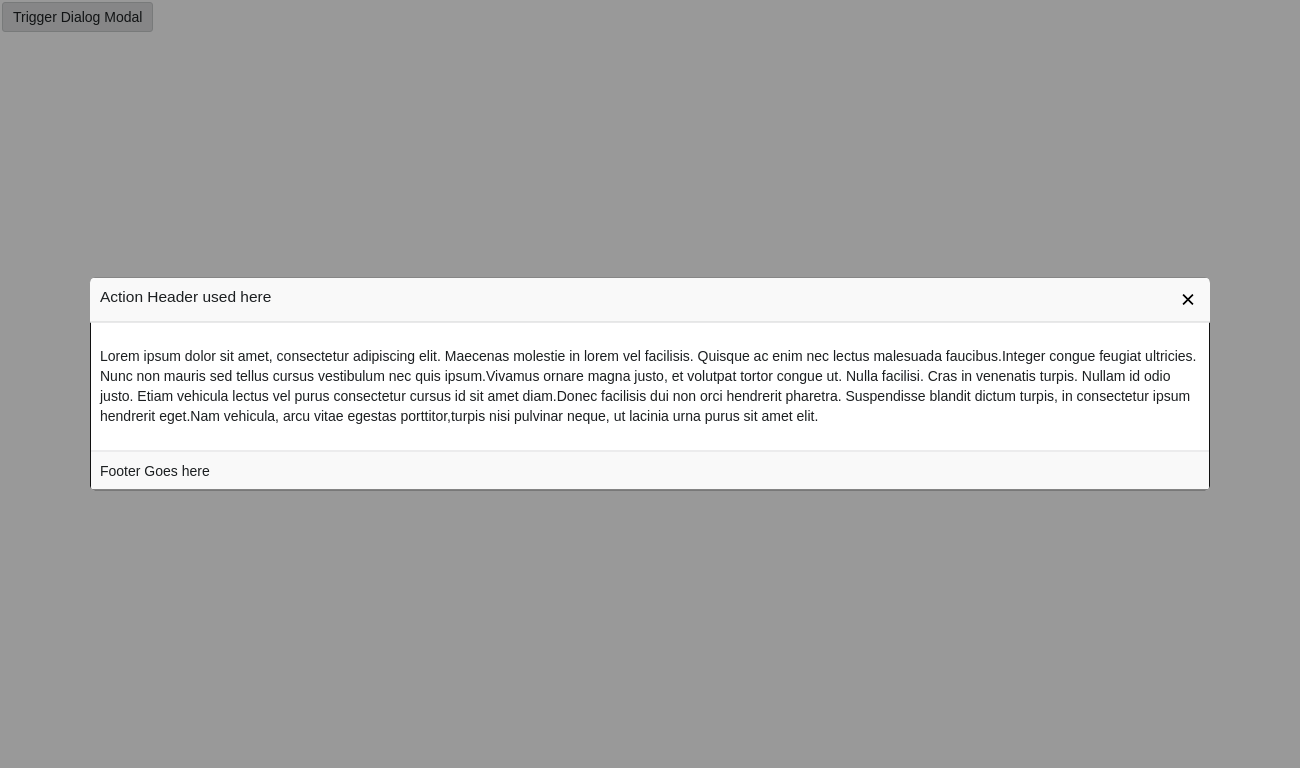 Trigger Dialog Modal
Action Header used here
Lorem ipsum dolor sit amet, consectetur adipiscing elit. Maecenas molestie in lorem vel facilisis. Quisque ac enim nec lectus malesuada faucibus.Integer congue feugiat ultricies.
Nunc non mauris sed tellus cursus vestibulum nec quis ipsum.Vivamus ornare magna justo, et volutpat tortor congue ut. Nulla facilisi. Cras in venenatis turpis. Nullam id odio
justo. Etiam vehicula lectus vel purus consectetur cursus id sit amet diam.Donec facilisis dui non orci hendrerit pharetra. Suspendisse blandit dictum turpis, in consectetur ipsum
hendrerit eget.Nam vehicula, arcu vitae egestas porttitor,turpis nisi pulvinar neque, ut lacinia urna purus sit amet elit.
Footer Goes here